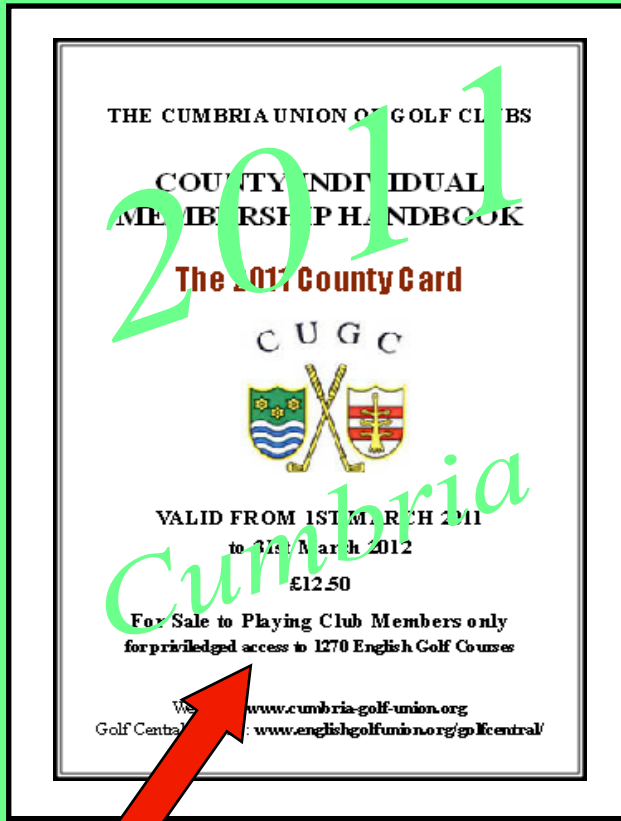 THE CUMBRIA UNION OF GOLF CLUBS
COUNTY INDIVIDUAL
MEMBERSHIP HANDBOOK
2011
The 2011 County Card
CUGC
VALID FROM 1ST MARCH 2011
to 31st March 2012
Cumbria
£12.50
For Sale to Playing Club Members only
for priviledged access to 1270 English Golf Courses
www.cumbria-golf-union.org
Golf Central : www.englishgolfunion.org/golfcentral/